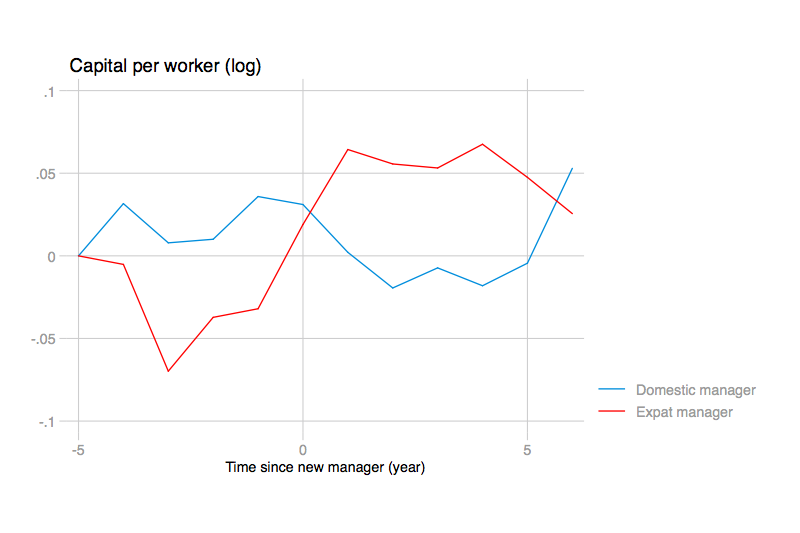 Capital per worker (log)
.1
.05
0
-.05
-.1
-5
0
5
Time since new manager (year)
Domestic manager
Expat manager